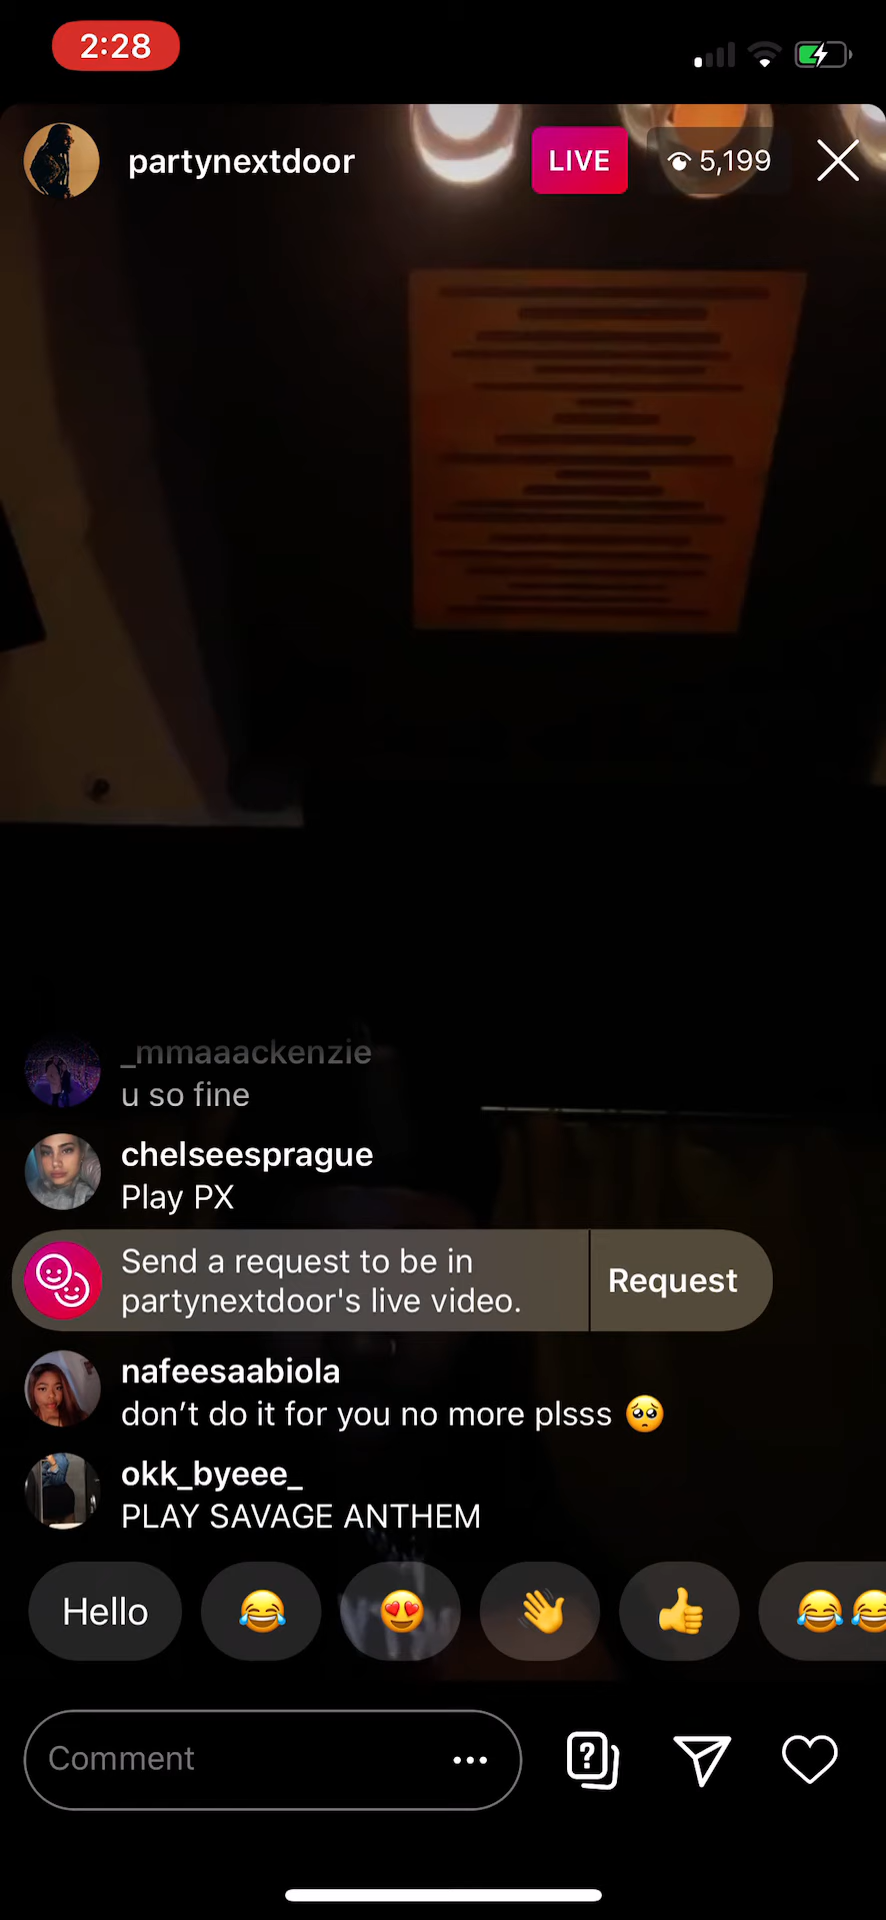 2:28
partynextdoor
LIVE
5,199
_mmaaackenzie
u so fine
chelseesprague
Play PX
Send a request to be in
partynextdoor's live video.
Request
nafeesaabiola
don’t do it for you no more plsss 🥺
okk_byeee_
PLAY SAVAGE ANTHEM
Hello
😂
😍
👋
👍
😂😂
Comment